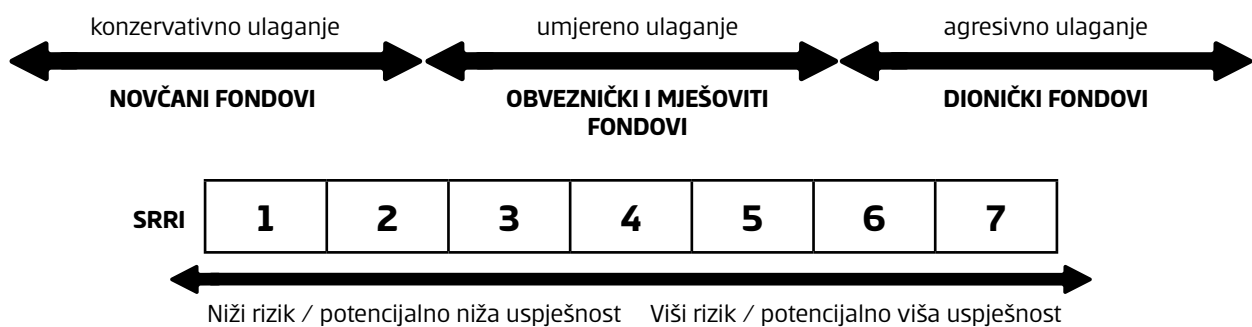 konzervativno ulaganje
umjereno ulaganje
agresivno ulaganje
NOVČANI FONDOVI
OBVEZNIČKI I MJEŠOVITI
FONDOVI
DIONIČKI FONDOVI
SRRI 1 2 3 4 5 6 7
Niži rizik / potencijalno niža uspješnost
Viši rizik / potencijalno viša uspješnost